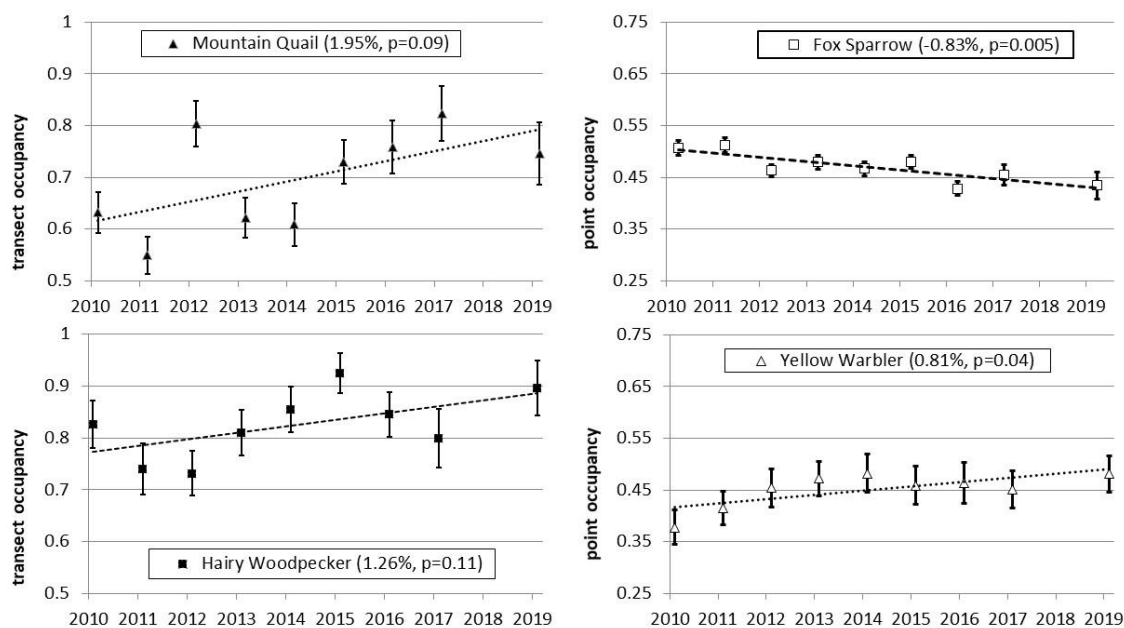 1
Mountain Quail (1.95%, p=0.09)
0.9
0.8
0.7
0.6
0.5
transect occupancy
2010 2011 2012 2013 2014 2015 2016 2017 2018 2019
0.75
Fox Sparrow (-0.83%, p=0.005)
0.65
0.55
0.45
0.35
0.25
point occupancy
2010 2011 2012 2013 2014 2015 2016 2017 2018 2019
1
0.9
0.8
0.7
0.6
0.5
transect occupancy
Hairy Woodpecker (1.26%, p=0.11)
2010 2011 2012 2013 2014 2015 2016 2017 2018 2019
0.75
Yellow Warbler (0.81%, p=0.04)
0.65
0.55
0.45
0.35
0.25
point occupancy
2010 2011 2012 2013 2014 2015 2016 2017 2018 2019